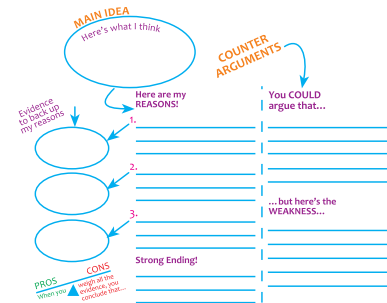 MAIN IDEA
Here's what I think
COUNTER
ARGUMENTS
Evidence
to back up
my reasons
Here are my
REASONS!
1.
2.
3.
Strong Ending!
You COULD
argue that...
...but here's the
WEAKNESS...
PROS
CONS
When you
weigh all the
evidence, you
conclude that...